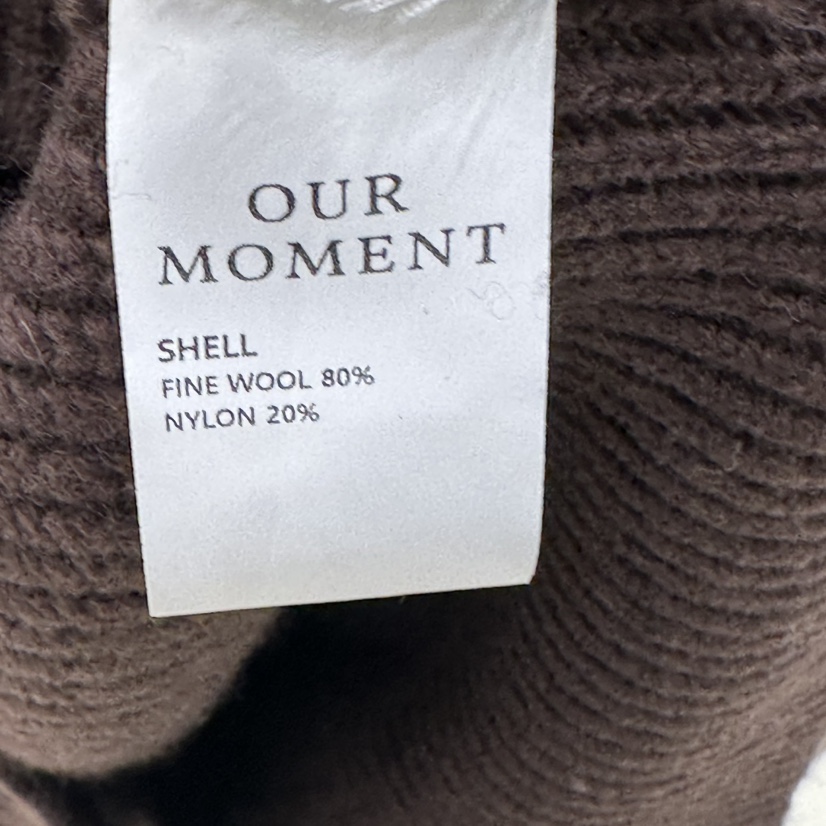 OUR
MOMENT
SHELL
FINE WOOL 80%
NYLON 20%